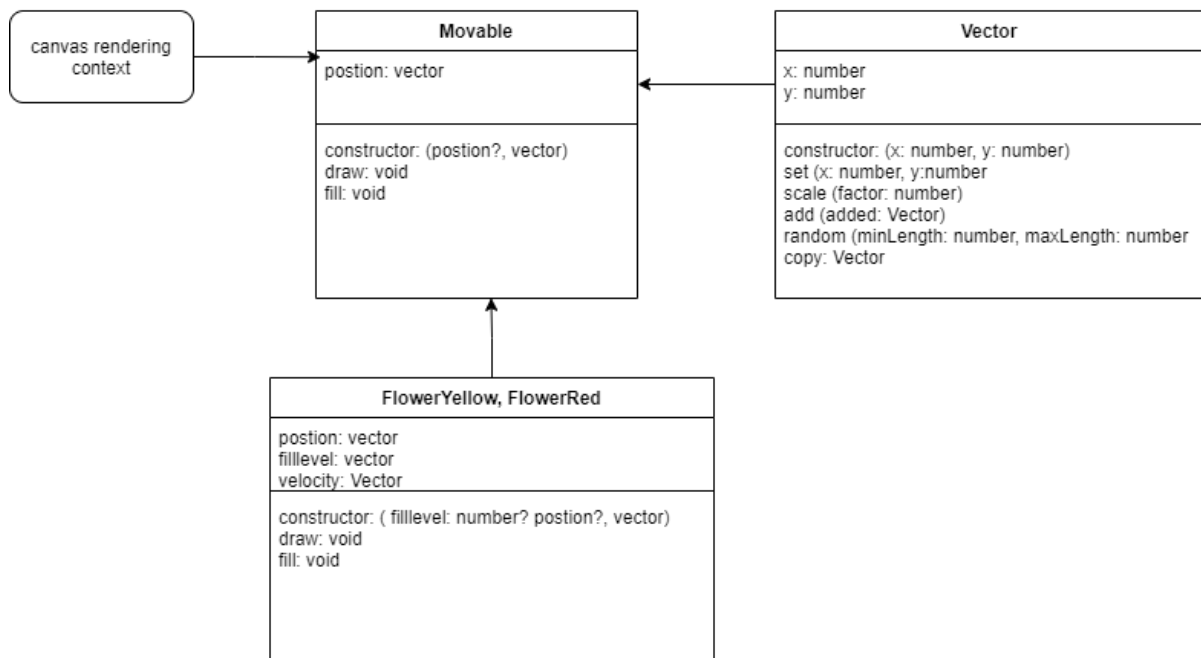 canvas rendering
context
Movable
postion: vector
constructor: (postion?, vector)
draw: void
fill: void
Vector
x: number
y: number
constructor: (x: number, y: number)
set (x: number, y:number
scale (factor: number)
add (added: Vector)
random (minLength: number, maxLength: number
copy: Vector
FlowerYellow, FlowerRed
postion: vector
filllevel: vector
velocity: Vector
constructor: ( filllevel: number? postion?, vector)
draw: void
fill: void